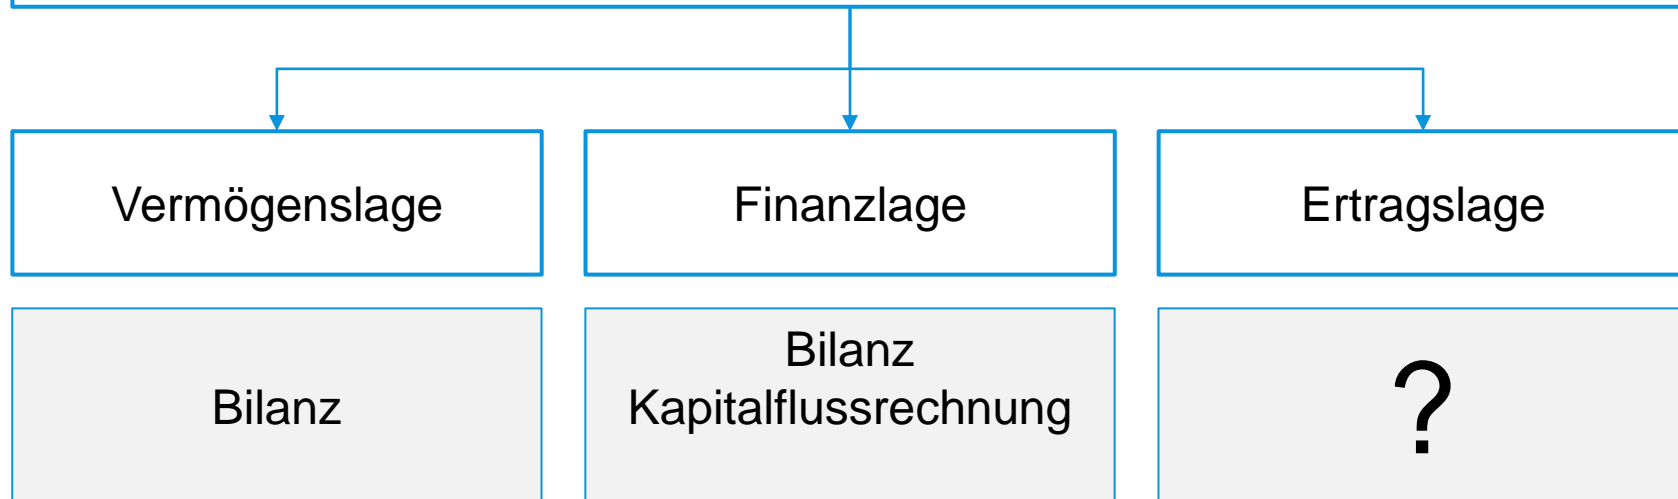 Vermögenslage
Finanzlage
Ertragslage
Bilanz
Bilanz
Kapitalflussrechnung
?